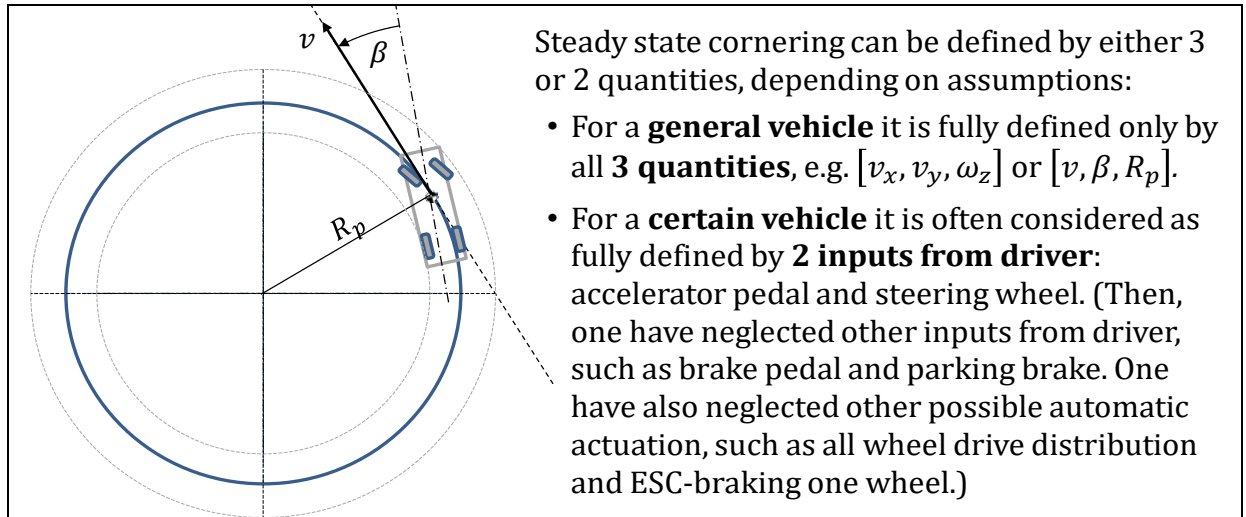 v
β
R_p
Steady state cornering can be defined by either 3
or 2 quantities, depending on assumptions:
• For a general vehicle it is fully defined only by
all 3 quantities, e.g. [v_x, v_y, ω_z] or [v, β, R_p].
• For a certain vehicle it is often considered as
fully defined by 2 inputs from driver:
accelerator pedal and steering wheel. (Then,
one have neglected other inputs from driver,
such as brake pedal and parking brake. One
have also neglected other possible automatic
actuation, such as all wheel drive distribution
and ESC-braking one wheel.)